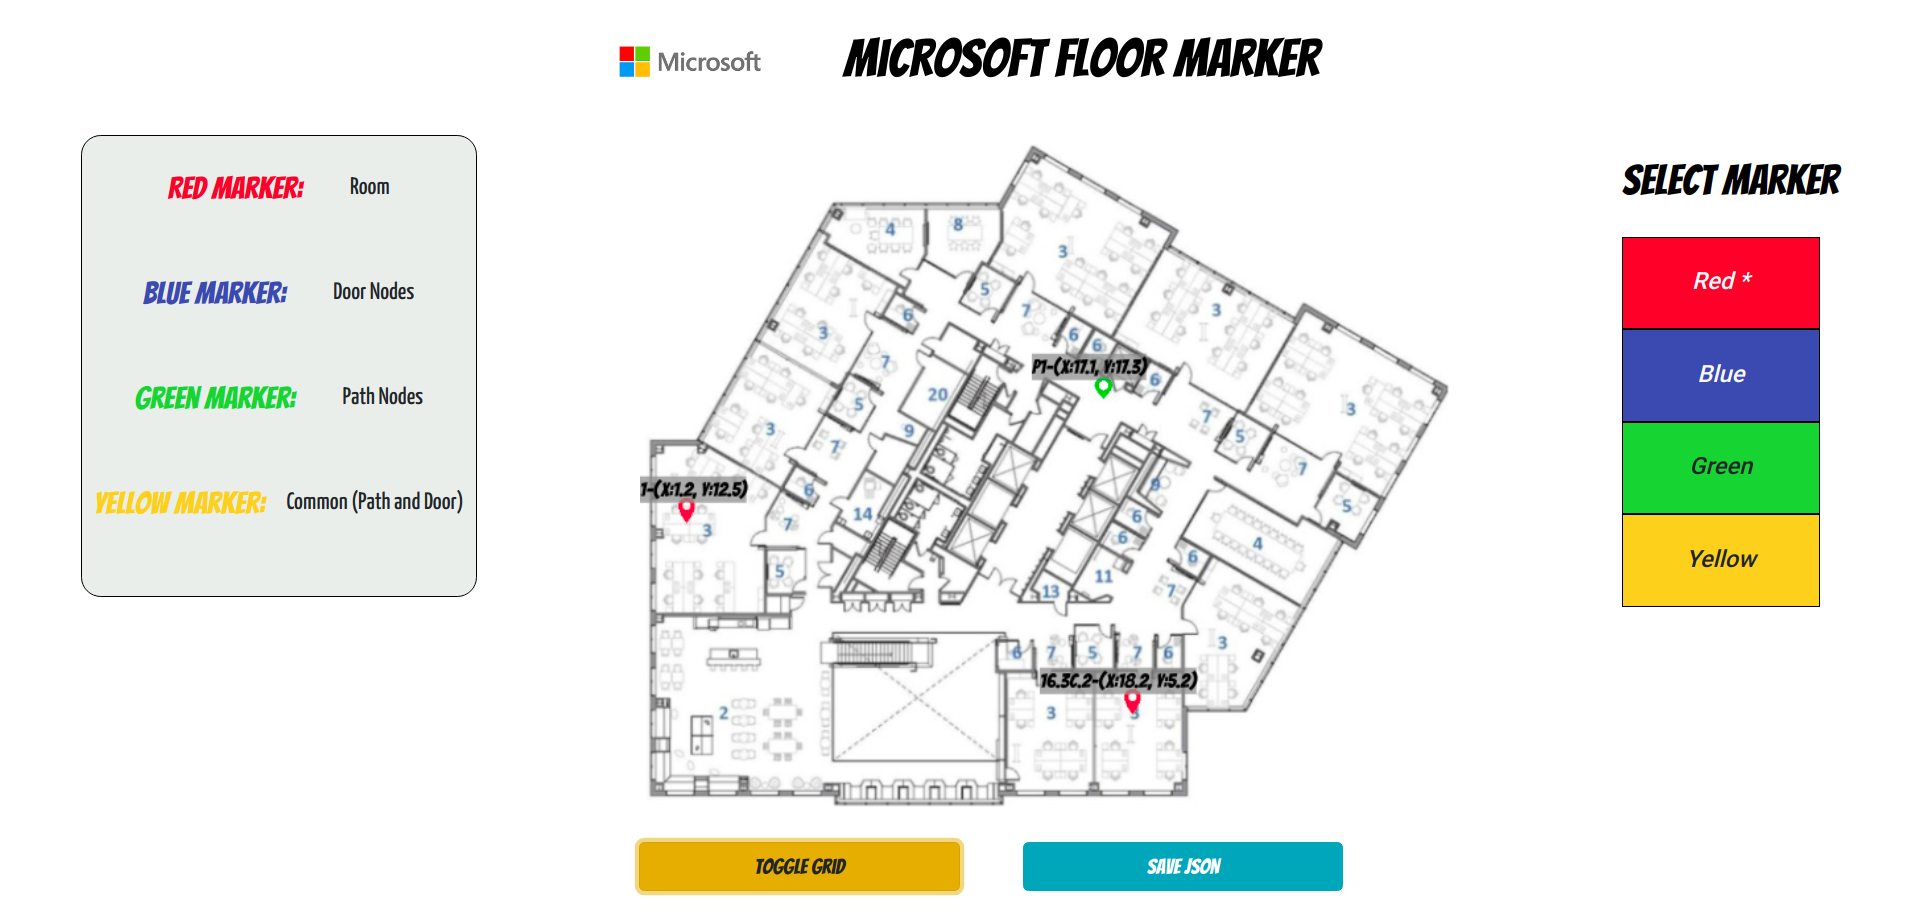 Microsoft
MICROSOFT FLOOR MARKER
RED MARKER: Room
BLUE MARKER: Door Nodes
GREEN MARKER: Path Nodes
YELLOW MARKER: Common (Path and Door)
SELECT MARKER
Red *
Blue
Green
Yellow
4
8
3
5
3
6
7
3
3
6
6
7
P1-(X:17.1, Y:17.3)
6
20
5
3
7
9
3
7
5
7
1-(X:1.2, Y:12.5)
6
9
5
14
6
3
7
6
4
5
6
11
13
7
6
7
5
7
6
3
16.3C.2-(X:18.2, Y:5.2)
2
3
3
TOGGLE GRID
SAVE JSON